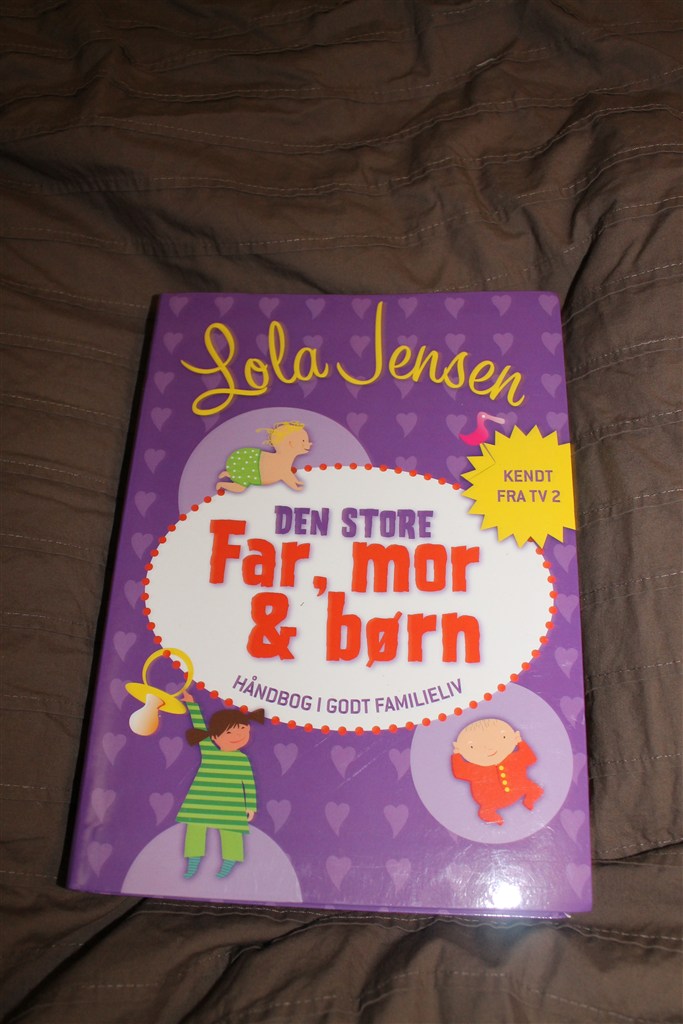 Lola Jensen
KENDT
FRA TV 2
DEN STORE
Far, mor
& børn
HÅNDBOG I GODT FAMILIELIV